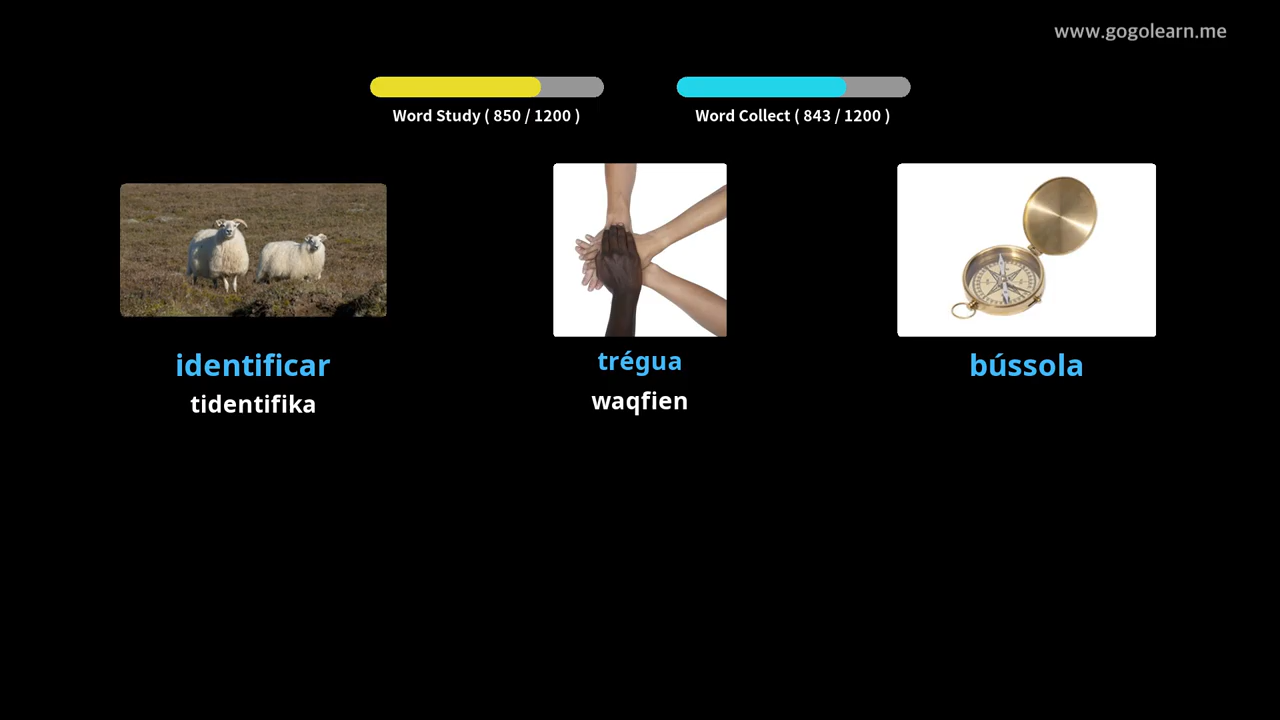 www.gogolearn.me
Word Study ( 850 / 1200 )
Word Collect ( 843 / 1200 )
identificar
tidentifika
trégua
waqfien
bússola